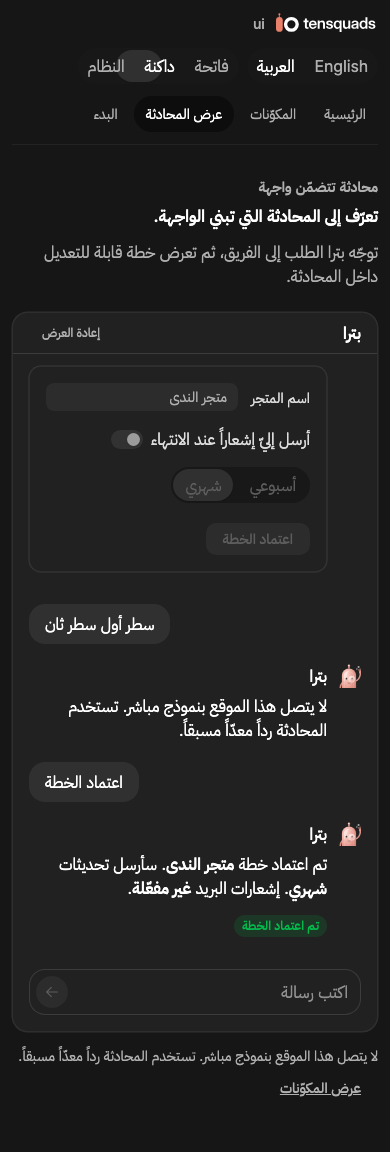 tensquads ui
English العربية فاتحة داكنة النظام
الرئيسية المكوّنات عرض المحادثة البدء
محادثة تتضمّن واجهة
تعرّف إلى المحادثة التي تبني الواجهة.
توجّه بترا الطلب إلى الفريق، ثم تعرض خطة قابلة للتعديل
داخل المحادثة.
بترا إعادة العرض
اسم المتجر متجر الندى
أرسل إليّ إشعاراً عند الانتهاء
أسبوعي شهري
اعتماد الخطة
سطر أول سطر ثان
بترا
لا يتصل هذا الموقع بنموذج مباشر. تستخدم
المحادثة رداً معدّاً مسبقاً.
اعتماد الخطة
بترا
تم اعتماد خطة متجر الندى. سأرسل تحديثات
شهري. إشعارات البريد غير مفعّلة.
تم اعتماد الخطة
اكتب رسالة
لا يتصل هذا الموقع بنموذج مباشر. تستخدم المحادثة رداً معدّاً مسبقاً.
عرض المكوّنات